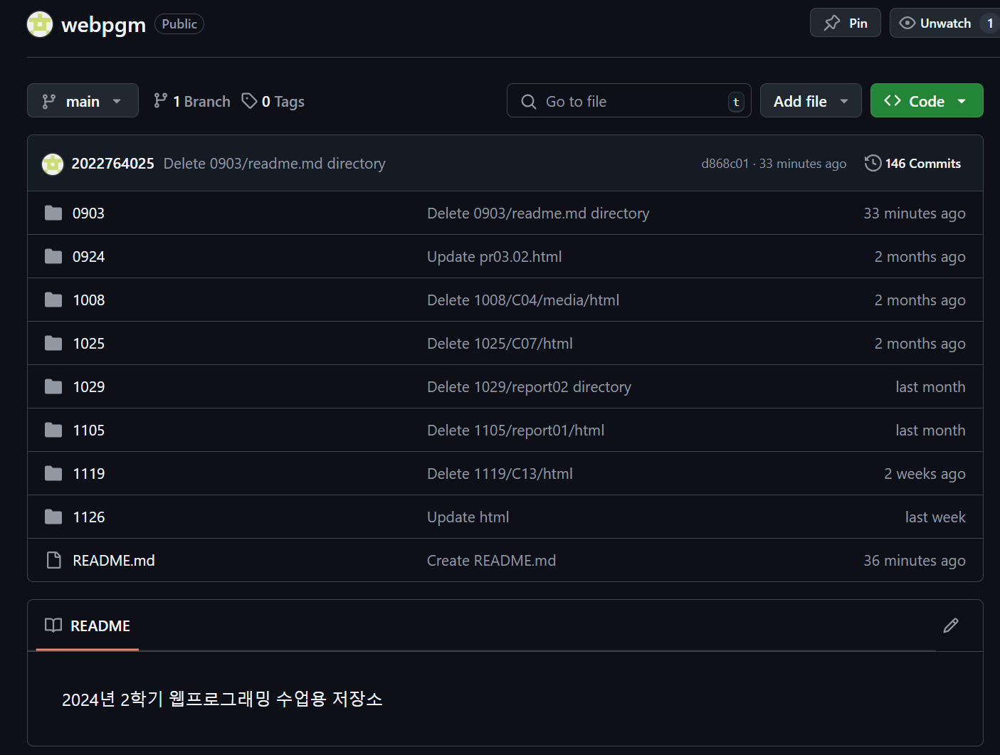 webpgm Public Pin Unwatch 1
main 1 Branch 0 Tags Go to file t Add file Code
2022764025 Delete 0903/readme.md directory d868c01 · 33 minutes ago 146 Commits
0903 Delete 0903/readme.md directory 33 minutes ago
0924 Update pr03.02.html 2 months ago
1008 Delete 1008/C04/media/html 2 months ago
1025 Delete 1025/C07/html 2 months ago
1029 Delete 1029/report02 directory last month
1105 Delete 1105/report01/html last month
1119 Delete 1119/C13/html 2 weeks ago
1126 Update html last week
README.md Create README.md 36 minutes ago
README
2024년 2학기 웹프로그래밍 수업용 저장소